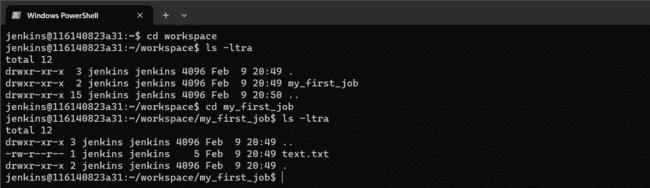 Windows PowerShell
jenkins@116140823a31:~$ cd workspace
jenkins@116140823a31:~/workspace$ ls -ltra
total 12
drwxr-xr-x  3 jenkins jenkins 4096 Feb  9 20:49 .
drwxr-xr-x  2 jenkins jenkins 4096 Feb  9 20:49 my_first_job
drwxr-xr-x 15 jenkins jenkins 4096 Feb  9 20:50 ..
jenkins@116140823a31:~/workspace$ cd my_first_job
jenkins@116140823a31:~/workspace/my_first_job$ ls -ltra
total 12
drwxr-xr-x 3 jenkins jenkins 4096 Feb  9 20:49 ..
-rw-r--r-- 1 jenkins jenkins    5 Feb  9 20:49 text.txt
drwxr-xr-x 2 jenkins jenkins 4096 Feb  9 20:49 .
jenkins@116140823a31:~/workspace/my_first_job$